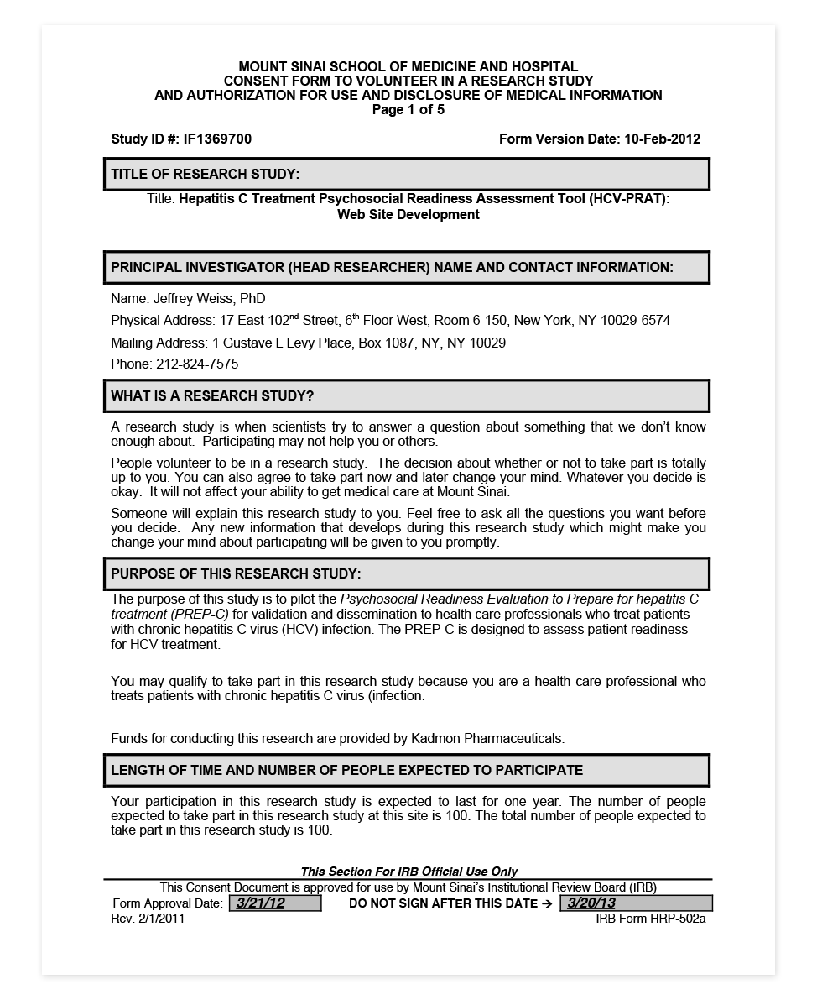 MOUNT SINAI SCHOOL OF MEDICINE AND HOSPITAL
CONSENT FORM TO VOLUNTEER IN A RESEARCH STUDY
AND AUTHORIZATION FOR USE AND DISCLOSURE OF MEDICAL INFORMATION
Page 1 of 5
Study ID #: IF1369700 Form Version Date: 10-Feb-2012
TITLE OF RESEARCH STUDY:
Title: Hepatitis C Treatment Psychosocial Readiness Assessment Tool (HCV-PRAT):
Web Site Development
PRINCIPAL INVESTIGATOR (HEAD RESEARCHER) NAME AND CONTACT INFORMATION:
Name: Jeffrey Weiss, PhD
Physical Address: 17 East 102nd Street, 6th Floor West, Room 6-150, New York, NY 10029-6574
Mailing Address: 1 Gustave L Levy Place, Box 1087, NY, NY 10029
Phone: 212-824-7575
WHAT IS A RESEARCH STUDY?
A research study is when scientists try to answer a question about something that we don't know
enough about. Participating may not help you or others.
People volunteer to be in a research study. The decision about whether or not to take part is totally
up to you. You can also agree to take part now and later change your mind. Whatever you decide is
okay. It will not affect your ability to get medical care at Mount Sinai.
Someone will explain this research study to you. Feel free to ask all the questions you want before
you decide. Any new information that develops during this research study which might make you
change your mind about participating will be given to you promptly.
PURPOSE OF THIS RESEARCH STUDY:
The purpose of this study is to pilot the Psychosocial Readiness Evaluation to Prepare for hepatitis C
treatment (PREP-C) for validation and dissemination to health care professionals who treat patients
with chronic hepatitis C virus (HCV) infection. The PREP-C is designed to assess patient readiness
for HCV treatment.
You may qualify to take part in this research study because you are a health care professional who
treats patients with chronic hepatitis C virus (infection.
Funds for conducting this research are provided by Kadmon Pharmaceuticals.
LENGTH OF TIME AND NUMBER OF PEOPLE EXPECTED TO PARTICIPATE
Your participation in this research study is expected to last for one year. The number of people
expected to take part in this research study at this site is 100. The total number of people expected to
take part in this research study is 100.
This Section For IRB Official Use Only
This Consent Document is approved for use by Mount Sinai's Institutional Review Board (IRB)
Form Approval Date: 3/21/12 DO NOT SIGN AFTER THIS DATE → 3/20/13
Rev. 2/1/2011 IRB Form HRP-502a